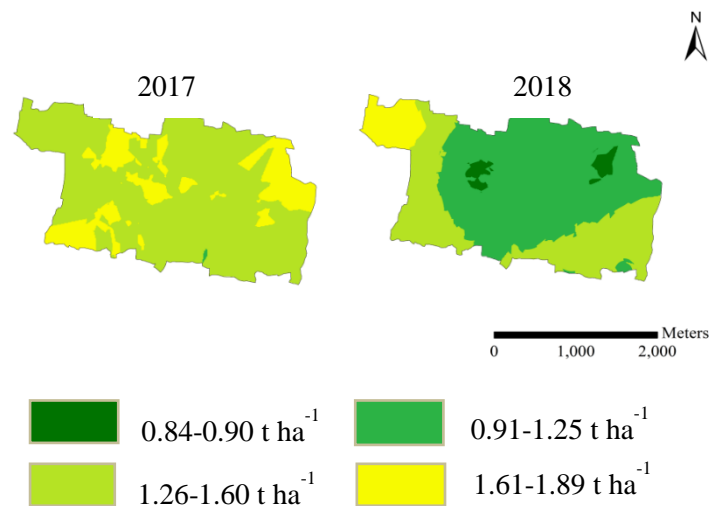 N
2017 2018
Meters
0 1,000 2,000
0.84-0.90 t ha⁻¹ 0.91-1.25 t ha⁻¹
1.26-1.60 t ha⁻¹ 1.61-1.89 t ha⁻¹